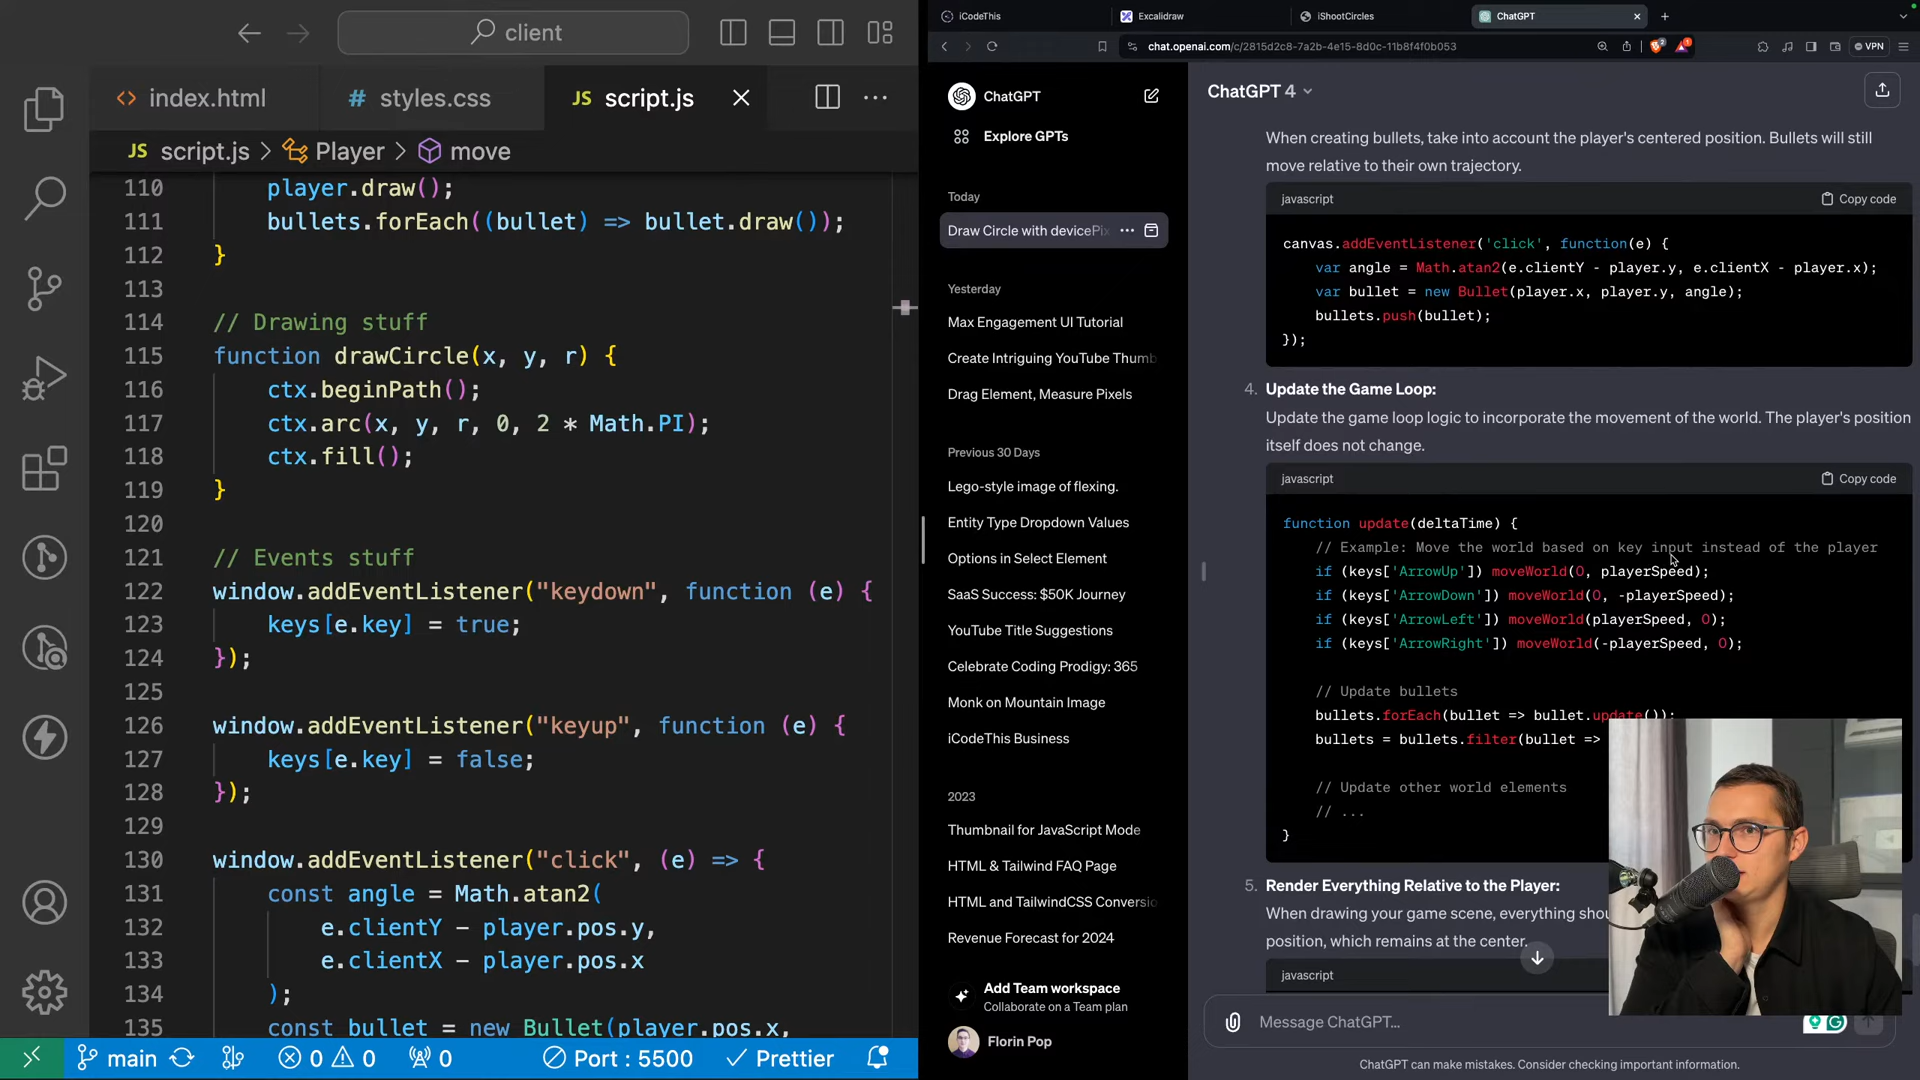 client
index.html
styles.css
script.js
script.js > Player > move
110 player.draw();
111 bullets.forEach((bullet) => bullet.draw());
112 }
113
114 // Drawing stuff
115 function drawCircle(x, y, r) {
116 ctx.beginPath();
117 ctx.arc(x, y, r, 0, 2 * Math.PI);
118 ctx.fill();
119 }
120
121 // Events stuff
122 window.addEventListener("keydown", function (e) {
123 keys[e.key] = true;
124 });
125
126 window.addEventListener("keyup", function (e) {
127 keys[e.key] = false;
128 });
129
130 window.addEventListener("click", (e) => {
131 const angle = Math.atan2(
132 e.clientY - player.pos.y,
133 e.clientX - player.pos.x
134 );
135 const bullet = new Bullet(player.pos.x,
main 0 0 0 Port : 5500 Prettier
iCodeThis
Excalidraw
iShootCircles
ChatGPT
chat.openai.com/c/2815d2c8-7a2b-4e15-8d0c-11b8f4f0b053
VPN
ChatGPT
Explore GPTs
Today
Draw Circle with devicePix
Yesterday
Max Engagement UI Tutorial
Create Intriguing YouTube Thumb
Drag Element, Measure Pixels
Previous 30 Days
Lego-style image of flexing.
Entity Type Dropdown Values
Options in Select Element
SaaS Success: $50K Journey
YouTube Title Suggestions
Celebrate Coding Prodigy: 365
Monk on Mountain Image
iCodeThis Business
2023
Thumbnail for JavaScript Mode
HTML & Tailwind FAQ Page
HTML and TailwindCSS Conversio
Revenue Forecast for 2024
Add Team workspace
Collaborate on a Team plan
Florin Pop
ChatGPT 4
When creating bullets, take into account the player's centered position. Bullets will still
move relative to their own trajectory.
javascript
Copy code
canvas.addEventListener('click', function(e) {
var angle = Math.atan2(e.clientY - player.y, e.clientX - player.x);
var bullet = new Bullet(player.x, player.y, angle);
bullets.push(bullet);
});
4. Update the Game Loop:
Update the game loop logic to incorporate the movement of the world. The player's position
itself does not change.
javascript
Copy code
function update(deltaTime) {
// Example: Move the world based on key input instead of the player
if (keys['ArrowUp']) moveWorld(0, playerSpeed);
if (keys['ArrowDown']) moveWorld(0, -playerSpeed);
if (keys['ArrowLeft']) moveWorld(playerSpeed, 0);
if (keys['ArrowRight']) moveWorld(-playerSpeed, 0);
// Update bullets
bullets.forEach(bullet => bullet.update());
bullets = bullets.filter(bullet =>
// Update other world elements
// ...
}
5. Render Everything Relative to the Player:
When drawing your game scene, everything shou
position, which remains at the center.
javascript
Message ChatGPT...
ChatGPT can make mistakes. Consider checking important information.